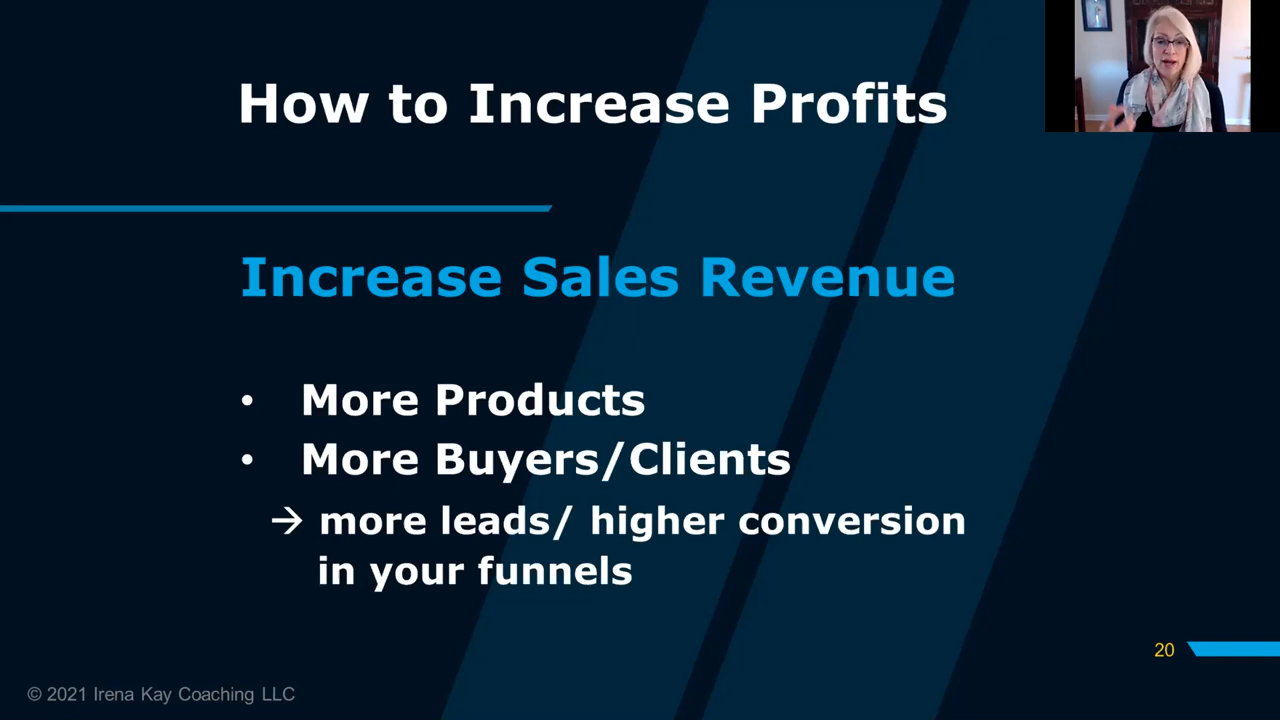 How to Increase Profits
Increase Sales Revenue
• More Products
• More Buyers/Clients
→ more leads/ higher conversion
in your funnels
20
© 2021 Irena Kay Coaching LLC